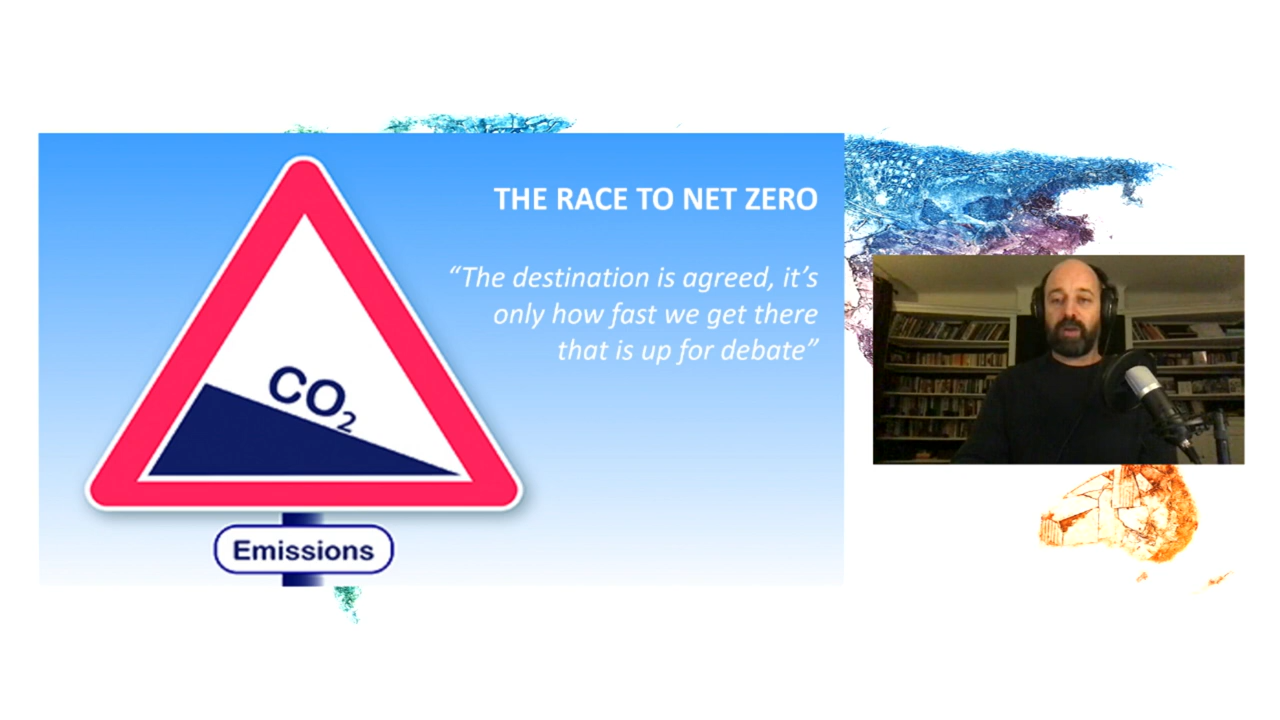 THE RACE TO NET ZERO
“The destination is agreed, it’s
only how fast we get there
that is up for debate”
CO₂
Emissions